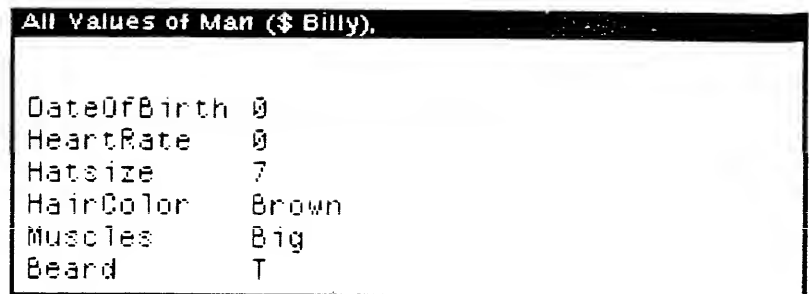 All Values of Man ($ Billy).
DateOfBirth 0
HeartRate 0
Hatsize 7
HairColor Brown
Muscles Big
Beard T